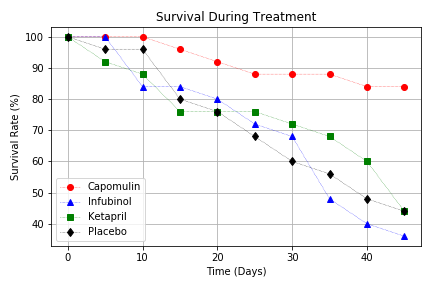 Survival During Treatment
Survival Rate (%)
100
90
80
70
60
50
40
Capomulin
Infubinol
Ketapril
Placebo
0 10 20 30 40
Time (Days)